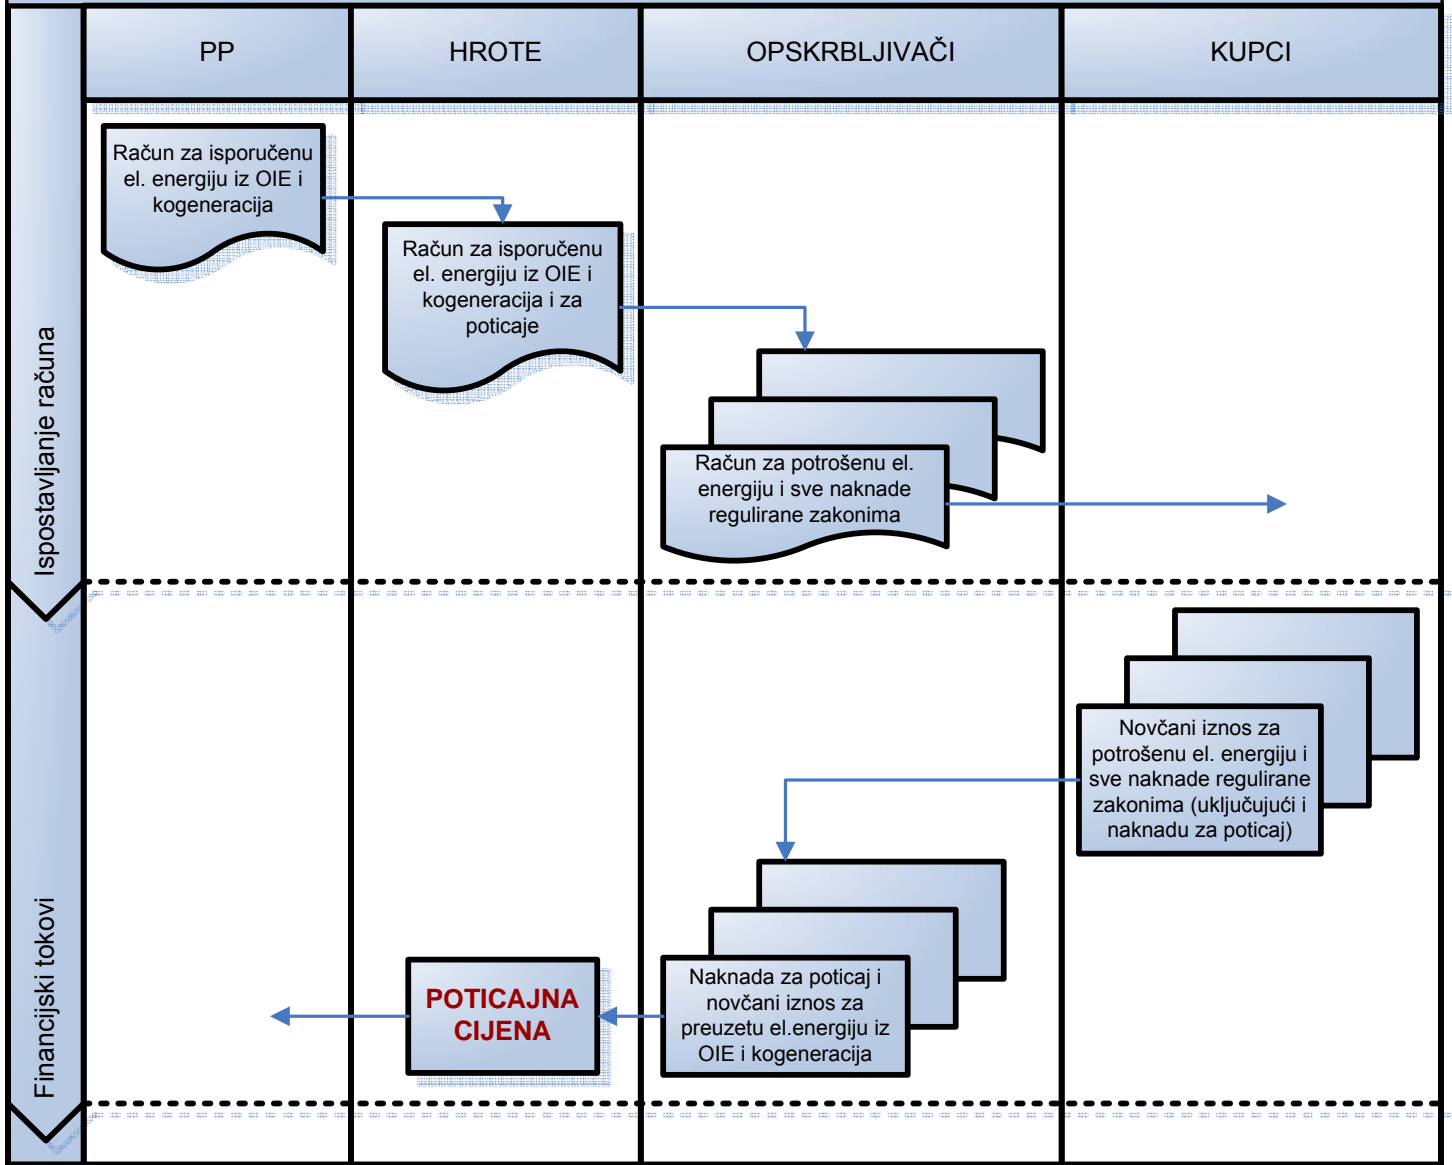 PP
HROTE
OPSKRBLJIVAČI
KUPCI
Ispostavljanje računa
Račun za isporučenu
el. energiju iz OIE i
kogeneracija
Račun za isporučenu
el. energiju iz OIE i
kogeneracija i za
poticaje
Račun za potrošenu el.
energiju i sve naknade
regulirane zakonima
Financijski tokovi
Novčani iznos za
potrošenu el. energiju i
sve naknade regulirane
zakonima (uključujući i
naknadu za poticaj)
Naknada za poticaj i
novčani iznos za
preuzetu el.energiju iz
OIE i kogeneracija
POTICAJNA
CIJENA